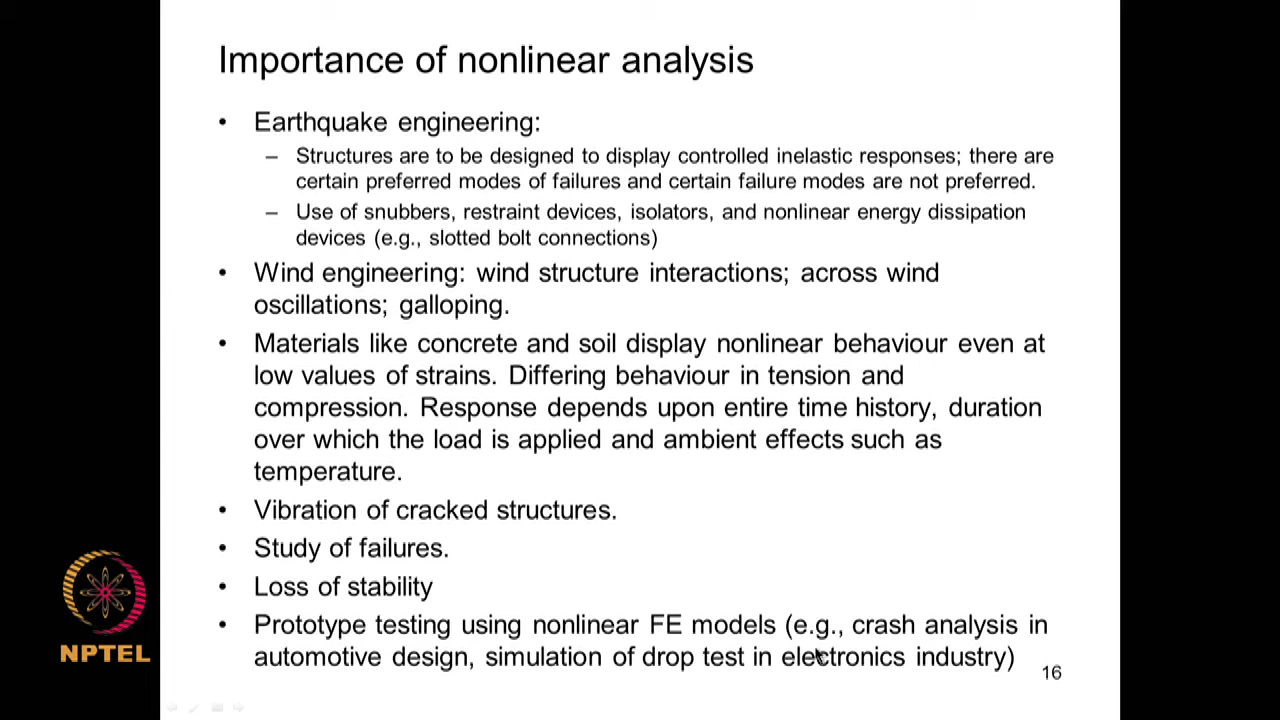 Importance of nonlinear analysis
• Earthquake engineering:
– Structures are to be designed to display controlled inelastic responses; there are
certain preferred modes of failures and certain failure modes are not preferred.
– Use of snubbers, restraint devices, isolators, and nonlinear energy dissipation
devices (e.g., slotted bolt connections)
• Wind engineering: wind structure interactions; across wind
oscillations; galloping.
• Materials like concrete and soil display nonlinear behaviour even at
low values of strains. Differing behaviour in tension and
compression. Response depends upon entire time history, duration
over which the load is applied and ambient effects such as
temperature.
• Vibration of cracked structures.
• Study of failures.
• Loss of stability
• Prototype testing using nonlinear FE models (e.g., crash analysis in
automotive design, simulation of drop test in electronics industry)
16
NPTEL